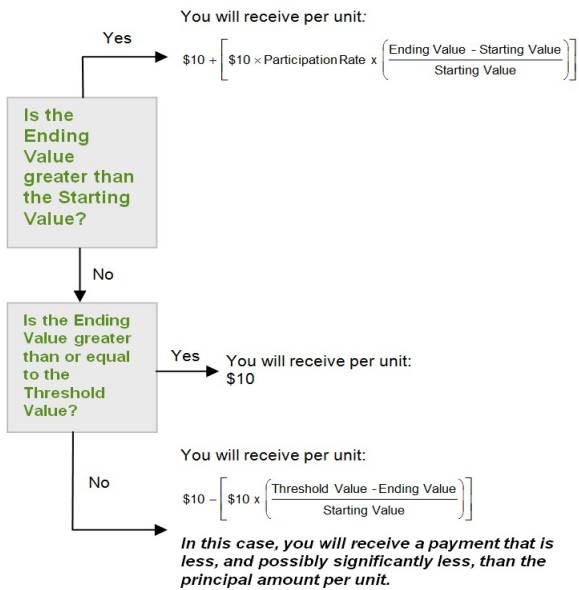 You will receive per unit:
Yes
$10 + [ $10 × Participation Rate x ( Ending Value - Starting Value
Starting Value ) ]
Is the
Ending
Value
greater than
the Starting
Value?
No
Is the Ending
Value greater
than or equal
to the
Threshold
Value?
Yes
You will receive per unit:
$10
You will receive per unit:
No
$10 – [ $10 x ( Threshold Value - Ending Value
Starting Value ) ]
In this case, you will receive a payment that is
less, and possibly significantly less, than the
principal amount per unit.